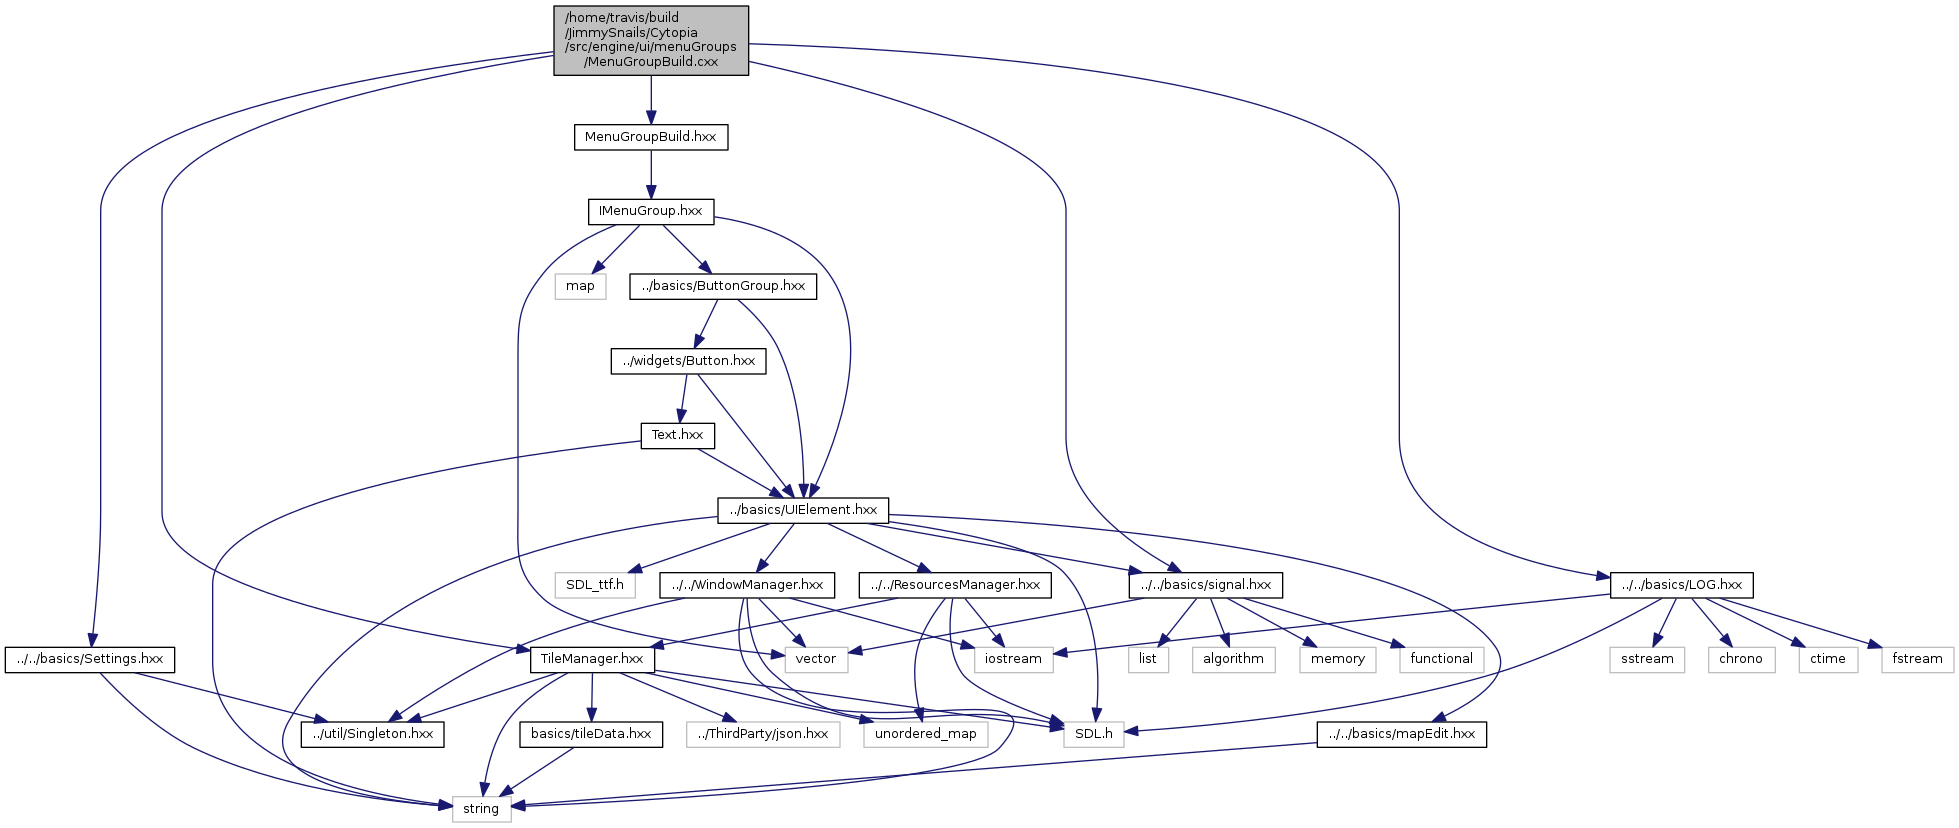 /home/travis/build
/JimmySnails/Cytopia
/src/engine/ui/menuGroups
/MenuGroupBuild.cxx
MenuGroupBuild.hxx
IMenuGroup.hxx
map
../basics/ButtonGroup.hxx
../widgets/Button.hxx
Text.hxx
../basics/UIElement.hxx
SDL_ttf.h
../../WindowManager.hxx
../../ResourcesManager.hxx
../../basics/signal.hxx
../../basics/LOG.hxx
../../basics/Settings.hxx
TileManager.hxx
vector
iostream
list
algorithm
memory
functional
sstream
chrono
ctime
fstream
../util/Singleton.hxx
basics/tileData.hxx
../ThirdParty/json.hxx
unordered_map
SDL.h
../../basics/mapEdit.hxx
string